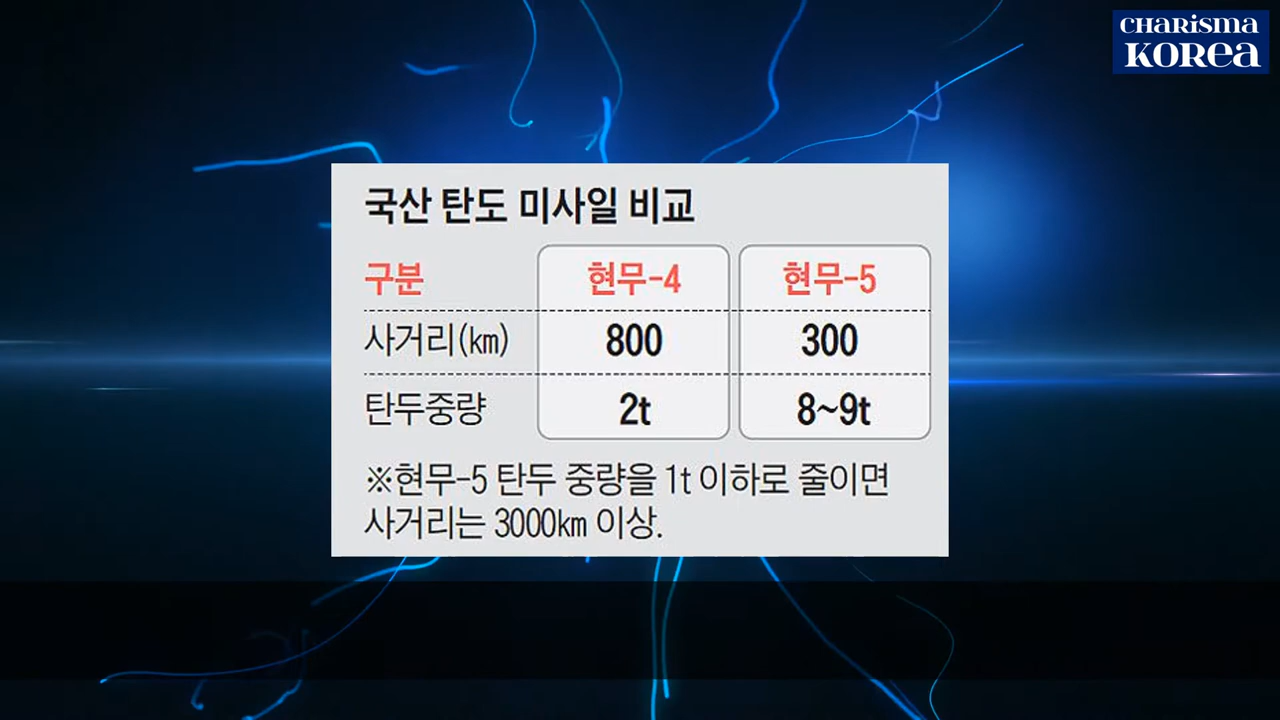 CHARISMA
KOREA
국산 탄도 미사일 비교
구분 현무-4 현무-5
사거리(km) 800 300
탄두중량 2t 8~9t
※현무-5 탄두 중량을 1t 이하로 줄이면
사거리는 3000km 이상.